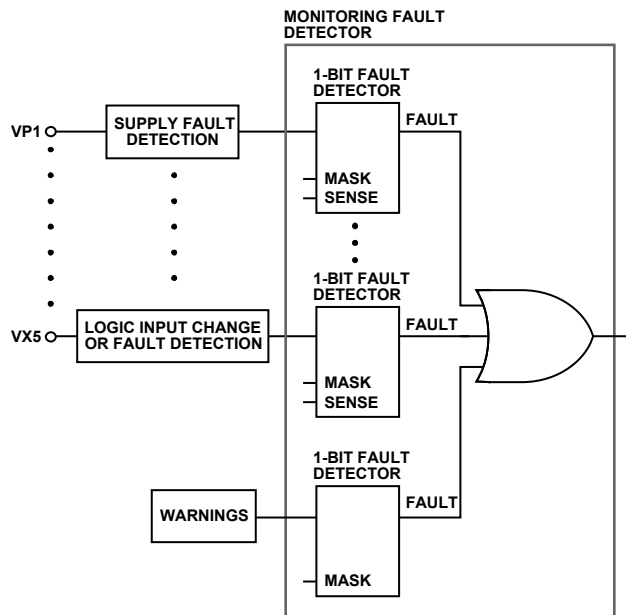 MONITORING FAULT
DETECTOR
1-BIT FAULT
DETECTOR
VP1
SUPPLY FAULT
DETECTION
FAULT
MASK
SENSE
1-BIT FAULT
DETECTOR
VX5
LOGIC INPUT CHANGE
OR FAULT DETECTION
FAULT
MASK
SENSE
1-BIT FAULT
DETECTOR
WARNINGS
FAULT
MASK